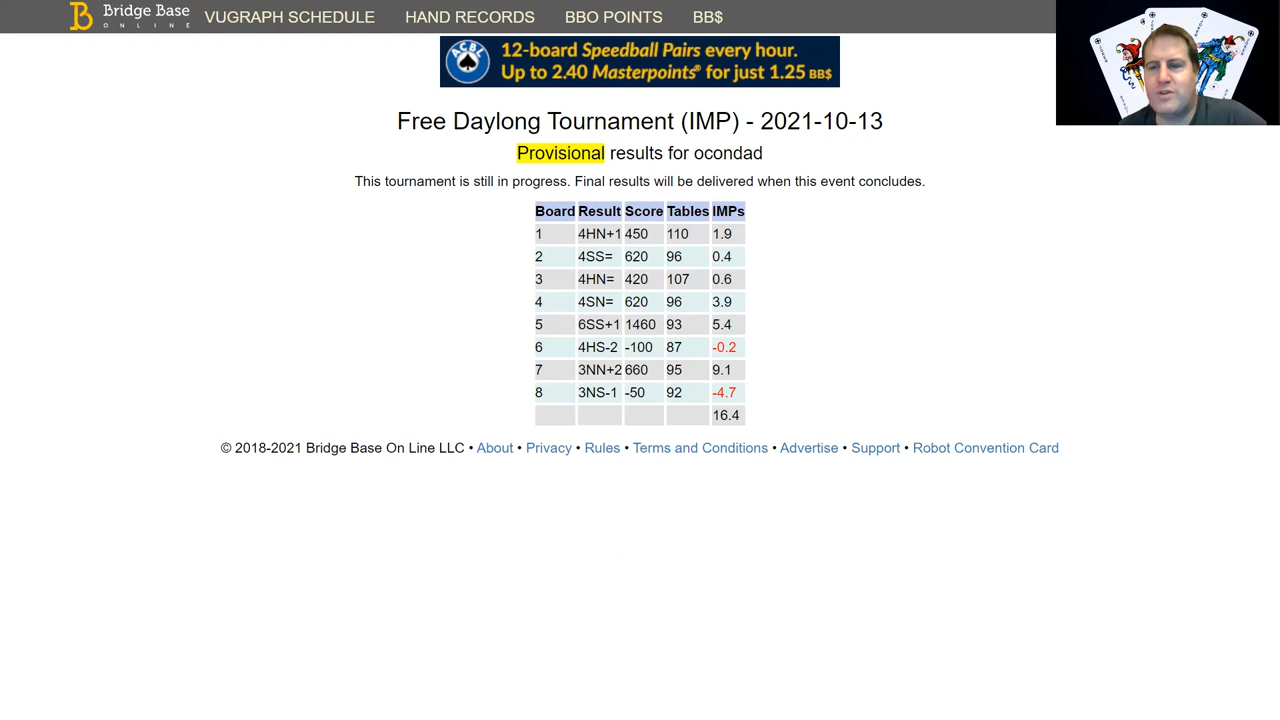 Bridge Base
ONLINE
VUGRAPH SCHEDULE HAND RECORDS BBO POINTS BB$
ACBL
12-board Speedball Pairs every hour.
Up to 2.40 Masterpoints® for just 1.25 BB$
Free Daylong Tournament (IMP) - 2021-10-13
Provisional results for ocondad
This tournament is still in progress. Final results will be delivered when this event concludes.
Board Result Score Tables IMPs
1 4HN+1 450 110 1.9
2 4SS= 620 96 0.4
3 4HN= 420 107 0.6
4 4SN= 620 96 3.9
5 6SS+1 1460 93 5.4
6 4HS-2 -100 87 -0.2
7 3NN+2 660 95 9.1
8 3NS-1 -50 92 -4.7
16.4
© 2018-2021 Bridge Base On Line LLC • About • Privacy • Rules • Terms and Conditions • Advertise • Support • Robot Convention Card